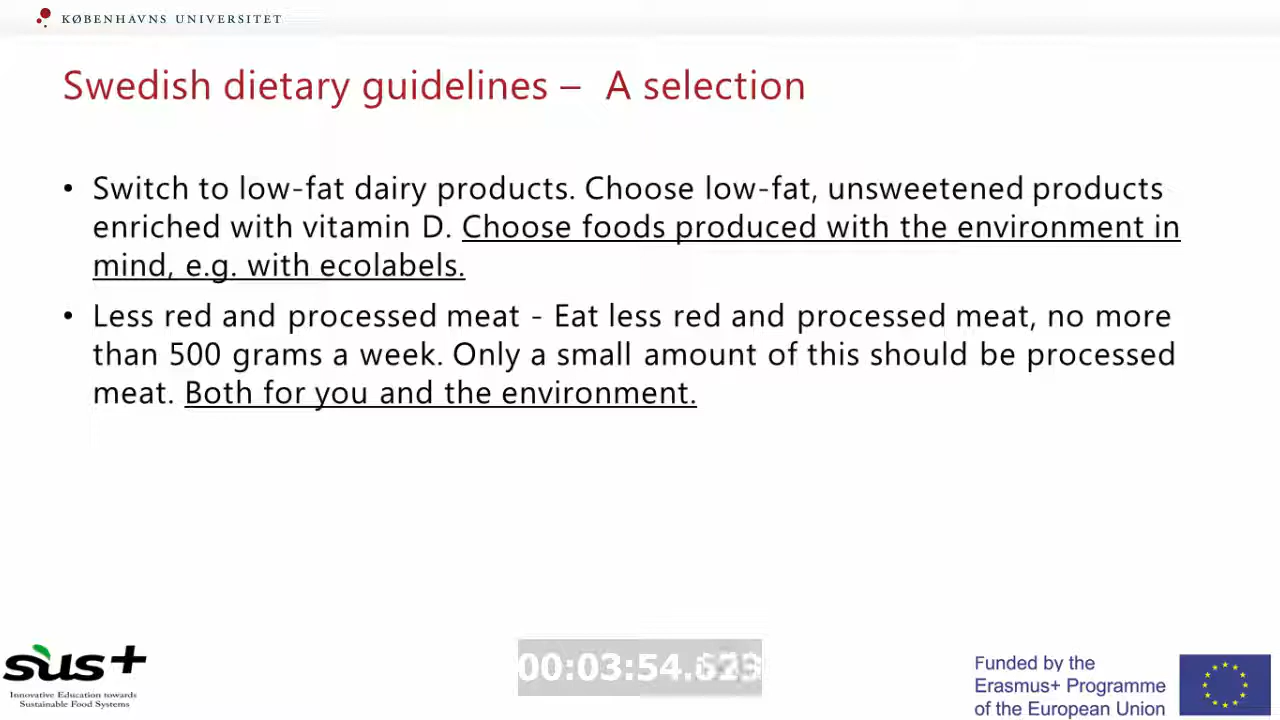 KØBENHAVNS UNIVERSITET
Swedish dietary guidelines – A selection
• Switch to low-fat dairy products. Choose low-fat, unsweetened products
enriched with vitamin D. Choose foods produced with the environment in
mind, e.g. with ecolabels.
• Less red and processed meat - Eat less red and processed meat, no more
than 500 grams a week. Only a small amount of this should be processed
meat. Both for you and the environment.
sus+
Innovative Education towards
Sustainable Food Systems
00:03:54.623
Funded by the
Erasmus+ Programme
of the European Union